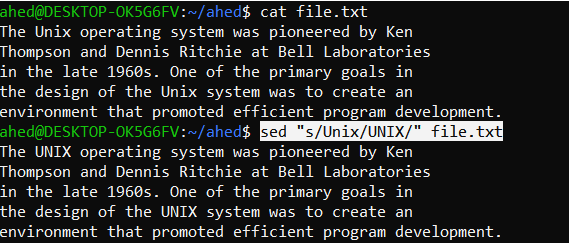 ahed@DESKTOP-OK5G6FV:~/ahed$ cat file.txt
The Unix operating system was pioneered by Ken
Thompson and Dennis Ritchie at Bell Laboratories
in the late 1960s. One of the primary goals in
the design of the Unix system was to create an
environment that promoted efficient program development.
ahed@DESKTOP-OK5G6FV:~/ahed$ sed "s/Unix/UNIX/" file.txt
The UNIX operating system was pioneered by Ken
Thompson and Dennis Ritchie at Bell Laboratories
in the late 1960s. One of the primary goals in
the design of the UNIX system was to create an
environment that promoted efficient program development.